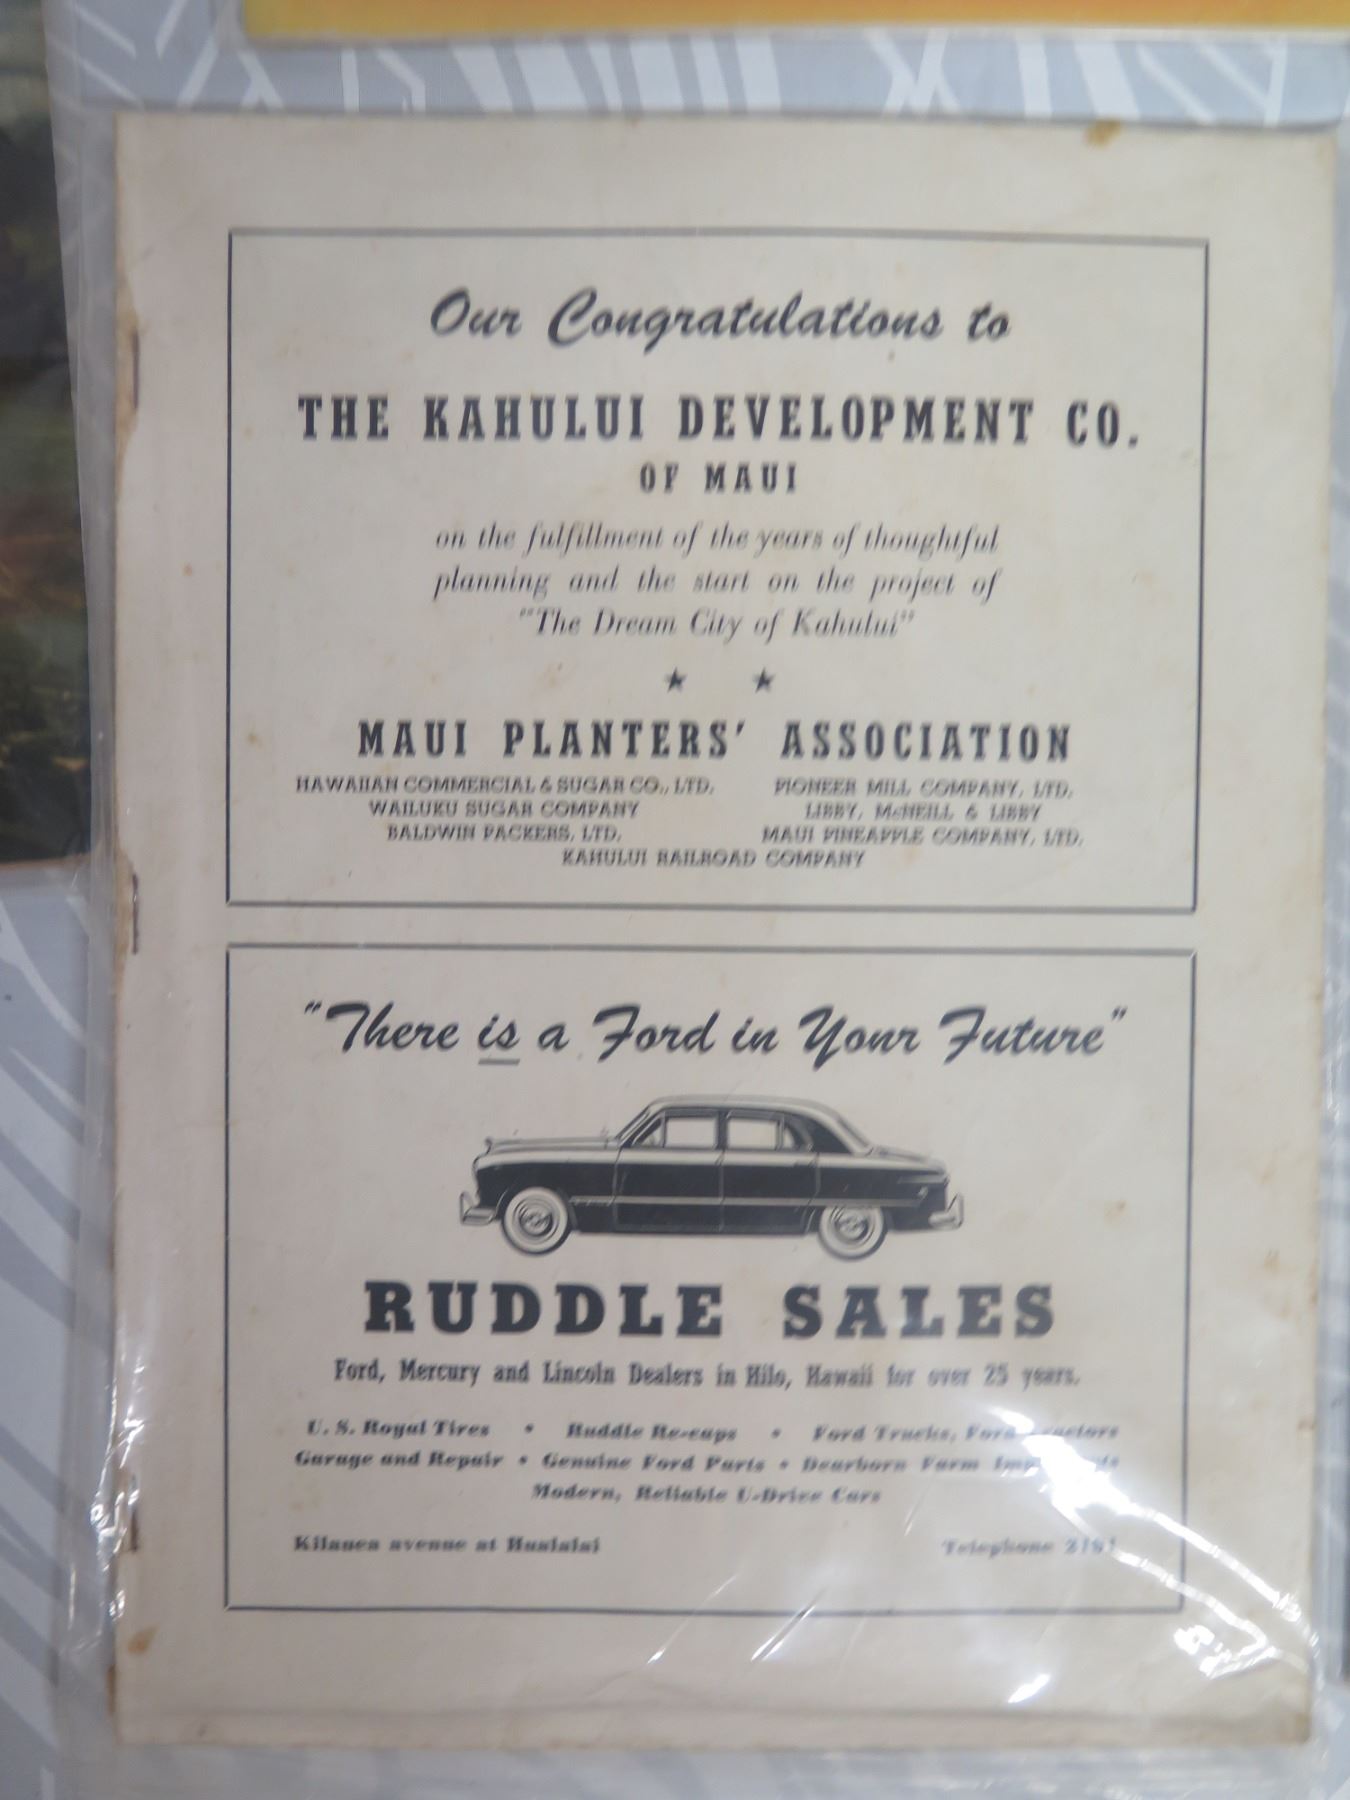 Our Congratulations to
THE KAHULUI DEVELOPMENT CO.
OF MAUI
on the fulfillment of the years of thoughtful
planning and the start on the project of
"The Dream City of Kahului"
MAUI PLANTERS' ASSOCIATION
HAWAIIAN COMMERCIAL & SUGAR CO., LTD. PIONEER MILL COMPANY, LTD.
WAILUKU SUGAR COMPANY LIBBY, McNEILL & LIBBY
BALDWIN PACKERS, LTD. MAUI PINEAPPLE COMPANY, LTD.
KAHULUI RAILROAD COMPANY
"There is a Ford in Your Future"
RUDDLE SALES
Ford, Mercury and Lincoln Dealers in Hilo, Hawaii for over 25 years.
U. S. Royal Tires • Ruddle Re-caps • Ford Trucks, Ford
Garage and Repair • Genuine Ford Parts • Dearborn Farm
Modern, Reliable U-Drive Cars
Kilauea avenue at Hualalai Telephone